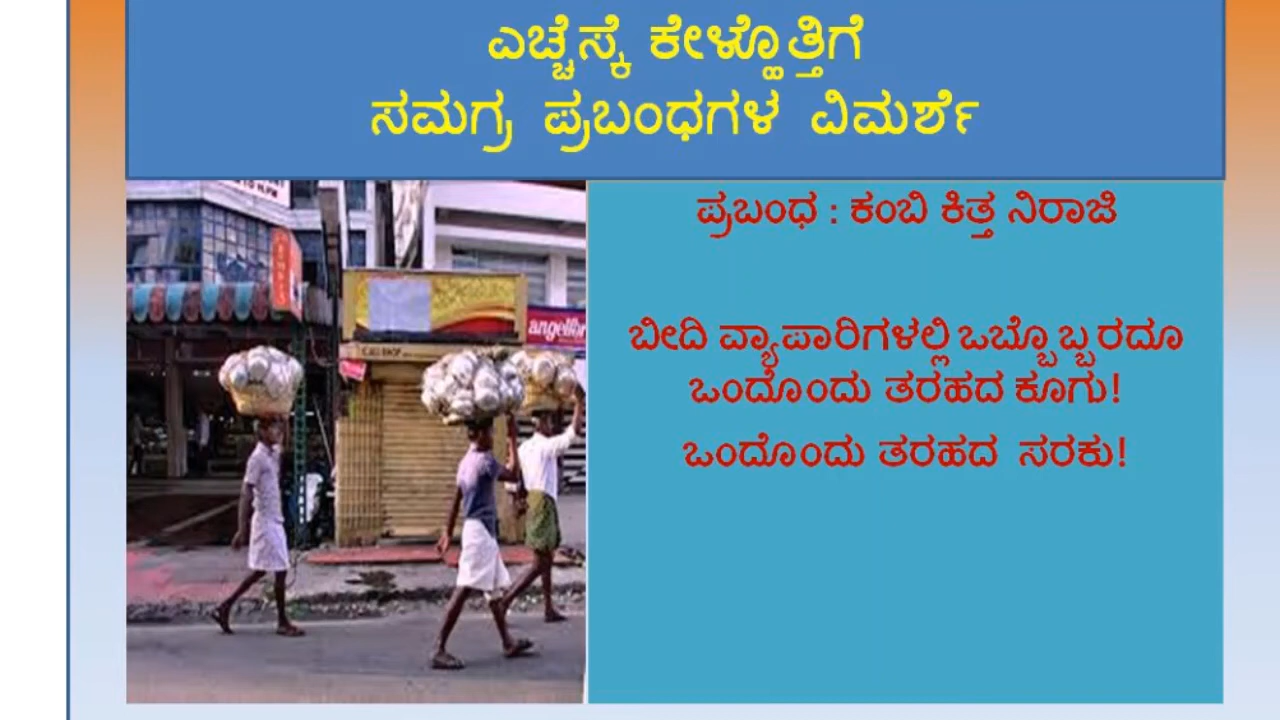 ಎಚ್ಚೆಸ್ಕೆ ಕೇಳ್ಹೊತ್ತಿಗೆ
ಸಮಗ್ರ ಪ್ರಬಂಧಗಳ ವಿಮರ್ಶೆ
ಪ್ರಬಂಧ : ಕಂಬಿ ಕಿತ್ತ ನಿರಾಜಿ
ಬೀದಿ ವ್ಯಾಪಾರಿಗಳಲ್ಲಿ ಒಬ್ಬೊಬ್ಬರದೂ
ಒಂದೊಂದು ತರಹದ ಕೂಗು!
ಒಂದೊಂದು ತರಹದ ಸರಕು!